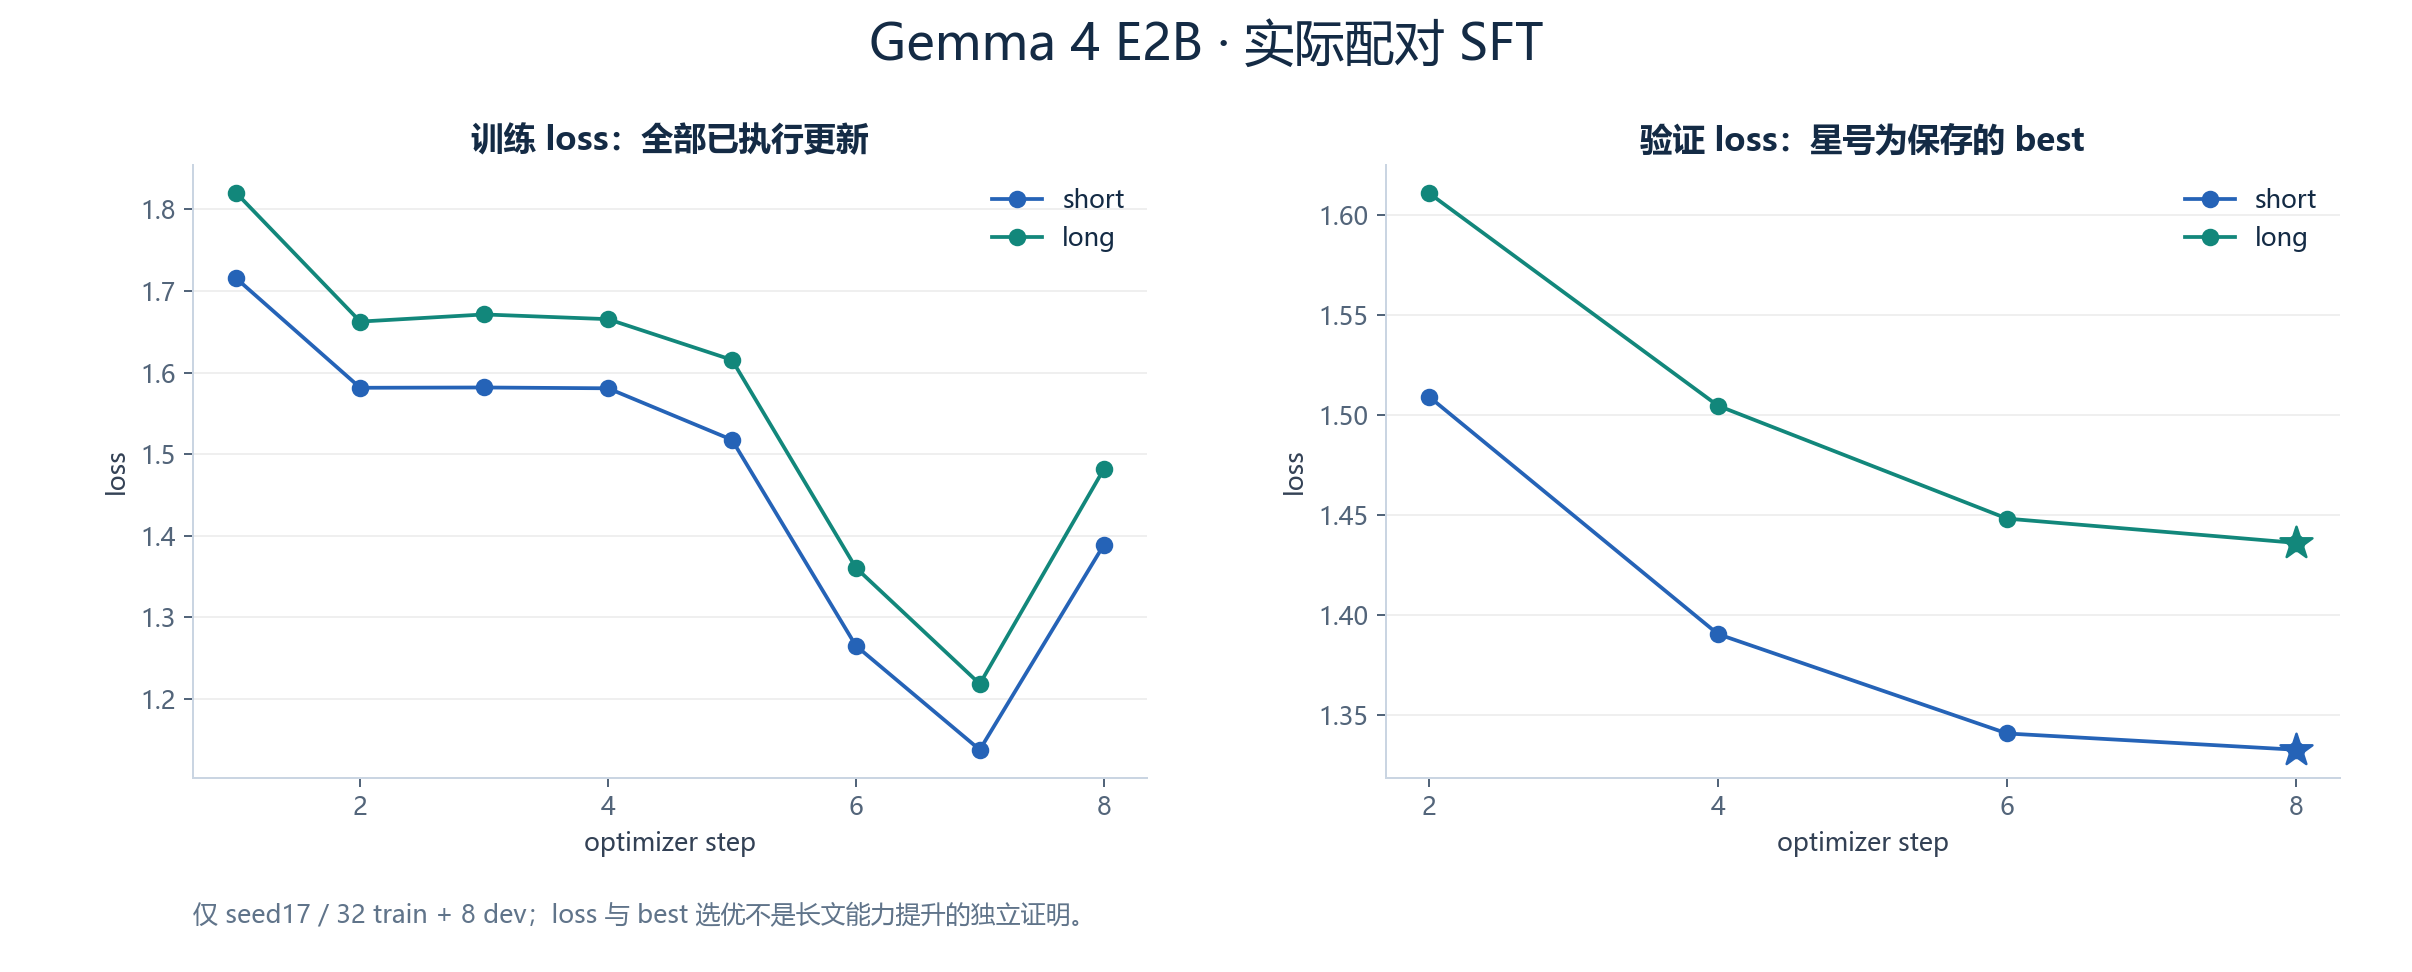 Gemma 4 E2B · 实际配对 SFT
训练 loss：全部已执行更新
short
long
1.8
1.7
1.6
1.5
1.4
1.3
1.2
loss
2
4
6
8
optimizer step
验证 loss：星号为保存的 best
short
long
1.60
1.55
1.50
1.45
1.40
1.35
loss
2
4
6
8
optimizer step
仅 seed17 / 32 train + 8 dev；loss 与 best 选优不是长文能力提升的独立证明。